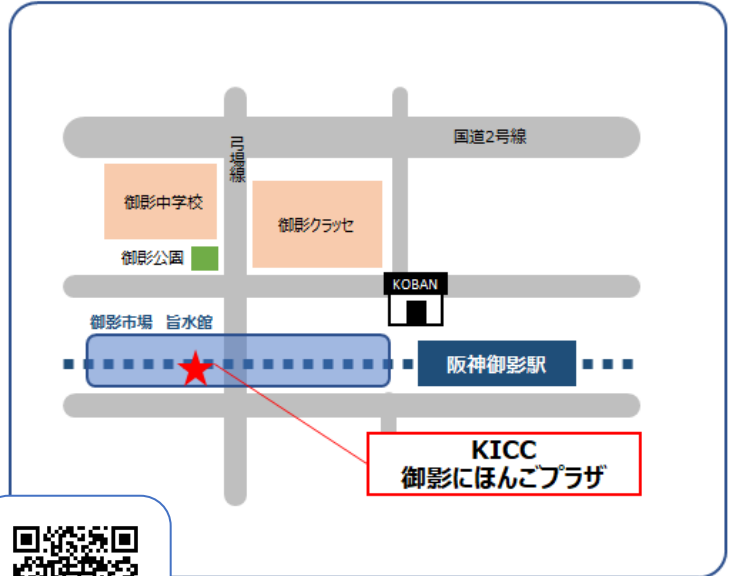 国道2号線
弓場線
御影中学校
御影クラッセ
御影公園
KOBAN
御影市場　旨水館
阪神御影駅
KICC
御影にほんごプラザ